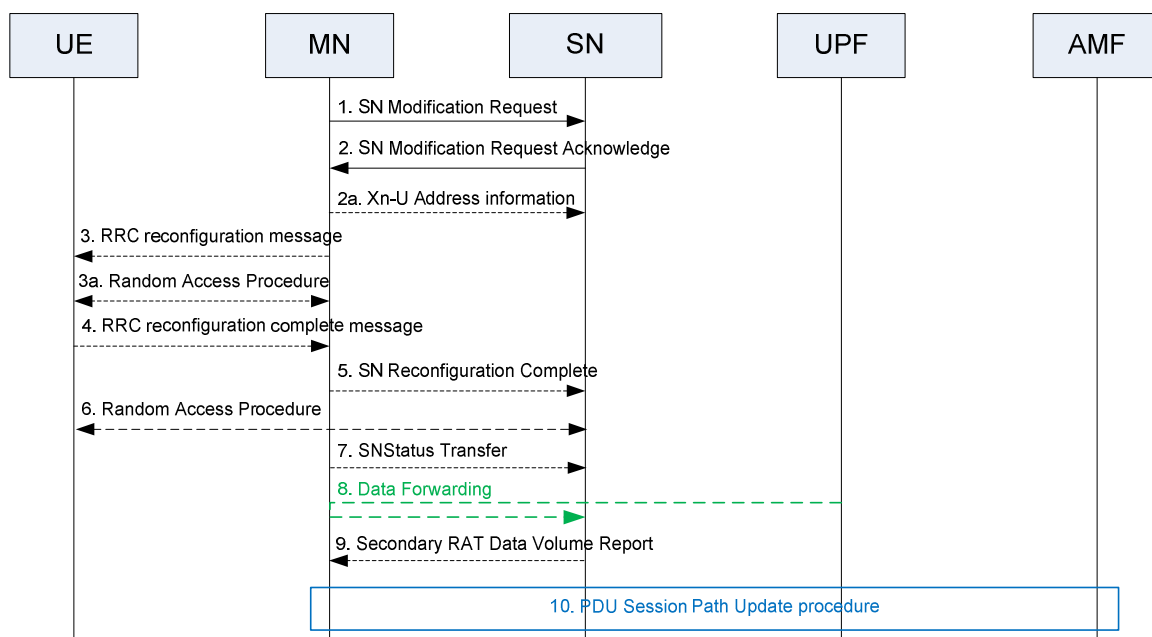 UE
MN
SN
UPF
AMF
1. SN Modification Request
2. SN Modification Request Acknowledge
2a. Xn-U Address information
3. RRC reconfiguration message
3a. Random Access Procedure
4. RRC reconfiguration complete message
5. SN Reconfiguration Complete
6. Random Access Procedure
7. SNStatus Transfer
8. Data Forwarding
9. Secondary RAT Data Volume Report
10. PDU Session Path Update procedure